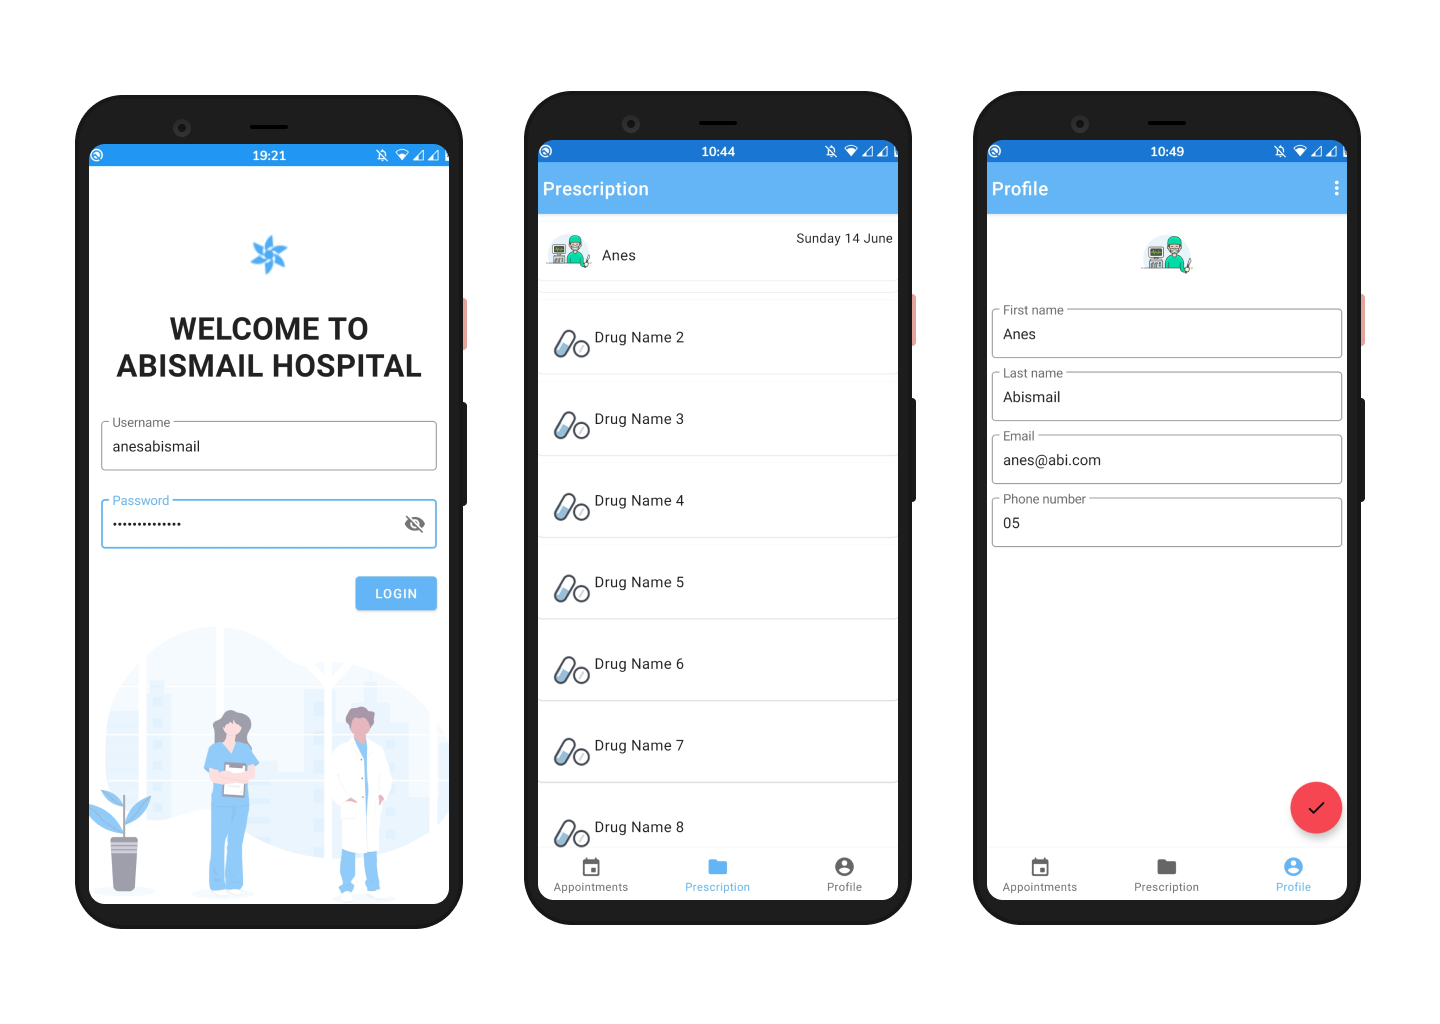 19:21
WELCOME TO
ABISMAIL HOSPITAL
Username
anesabismail
Password
••••••••••••••
LOGIN
10:44
Prescription
Sunday 14 June
Anes
Drug Name 2
Drug Name 3
Drug Name 4
Drug Name 5
Drug Name 6
Drug Name 7
Drug Name 8
Appointments Prescription Profile
10:49
Profile
First name
Anes
Last name
Abismail
Email
anes@abi.com
Phone number
05
Appointments Prescription Profile